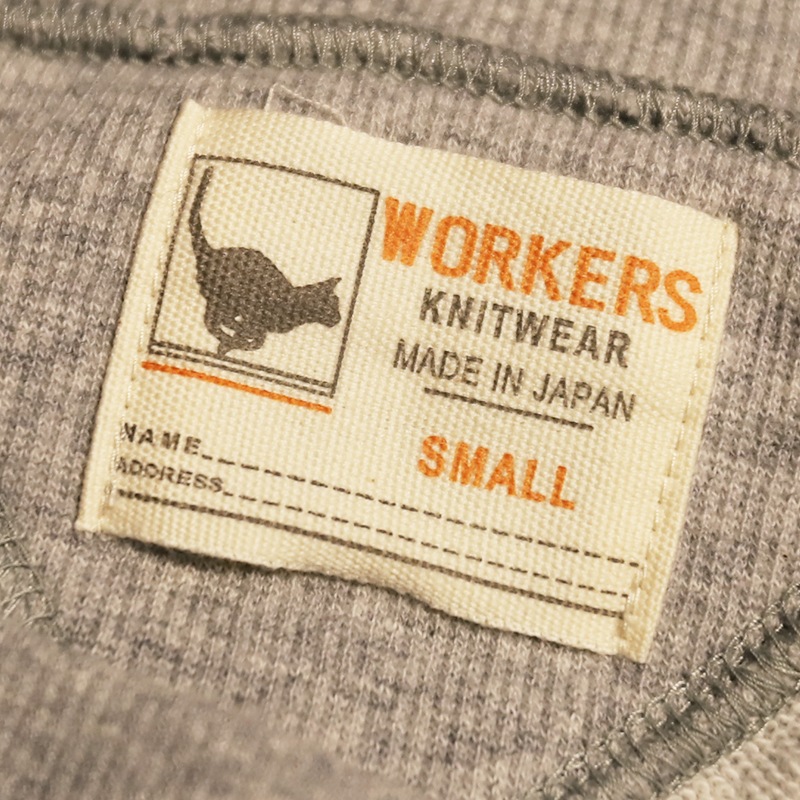 WORKERS
KNITWEAR
MADE IN JAPAN
SMALL
NAME
ADDRESS